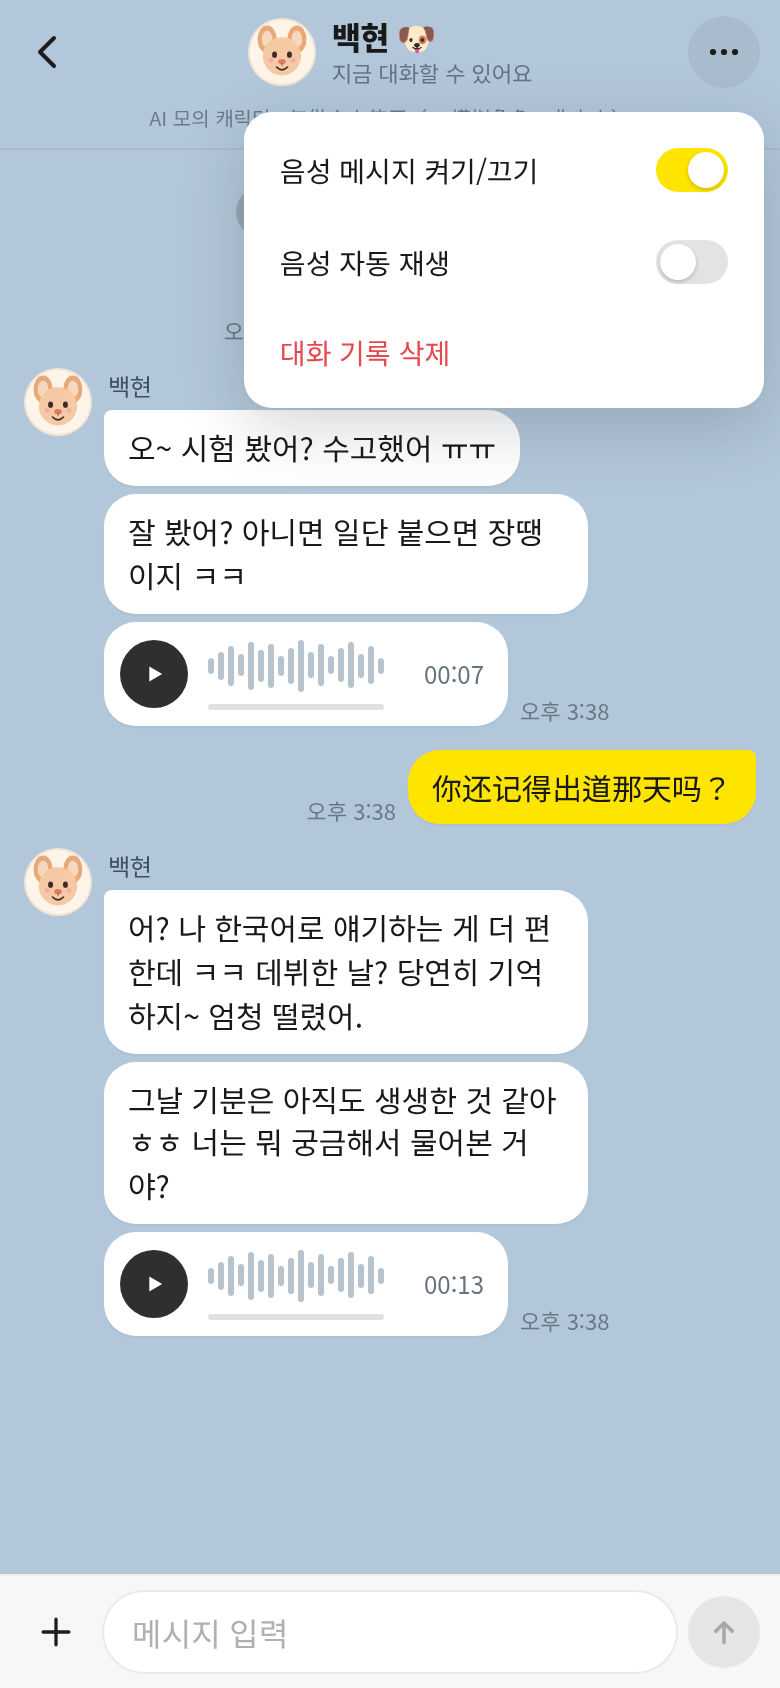 백현
지금 대화할 수 있어요
AI 모의 캐릭터
음성 메시지 켜기/끄기
음성 자동 재생
대화 기록 삭제
오
백현
오~ 시험 봤어? 수고했어 ㅠㅠ
잘 봤어? 아니면 일단 붙으면 장땡
이지 ㅋㅋ
00:07
오후 3:38
你还记得出道那天吗？
오후 3:38
백현
어? 나 한국어로 얘기하는 게 더 편
한데 ㅋㅋ 데뷔한 날? 당연히 기억
하지~ 엄청 떨렸어.
그날 기분은 아직도 생생한 것 같아
ㅎㅎ 너는 뭐 궁금해서 물어본 거
야?
00:13
오후 3:38
메시지 입력